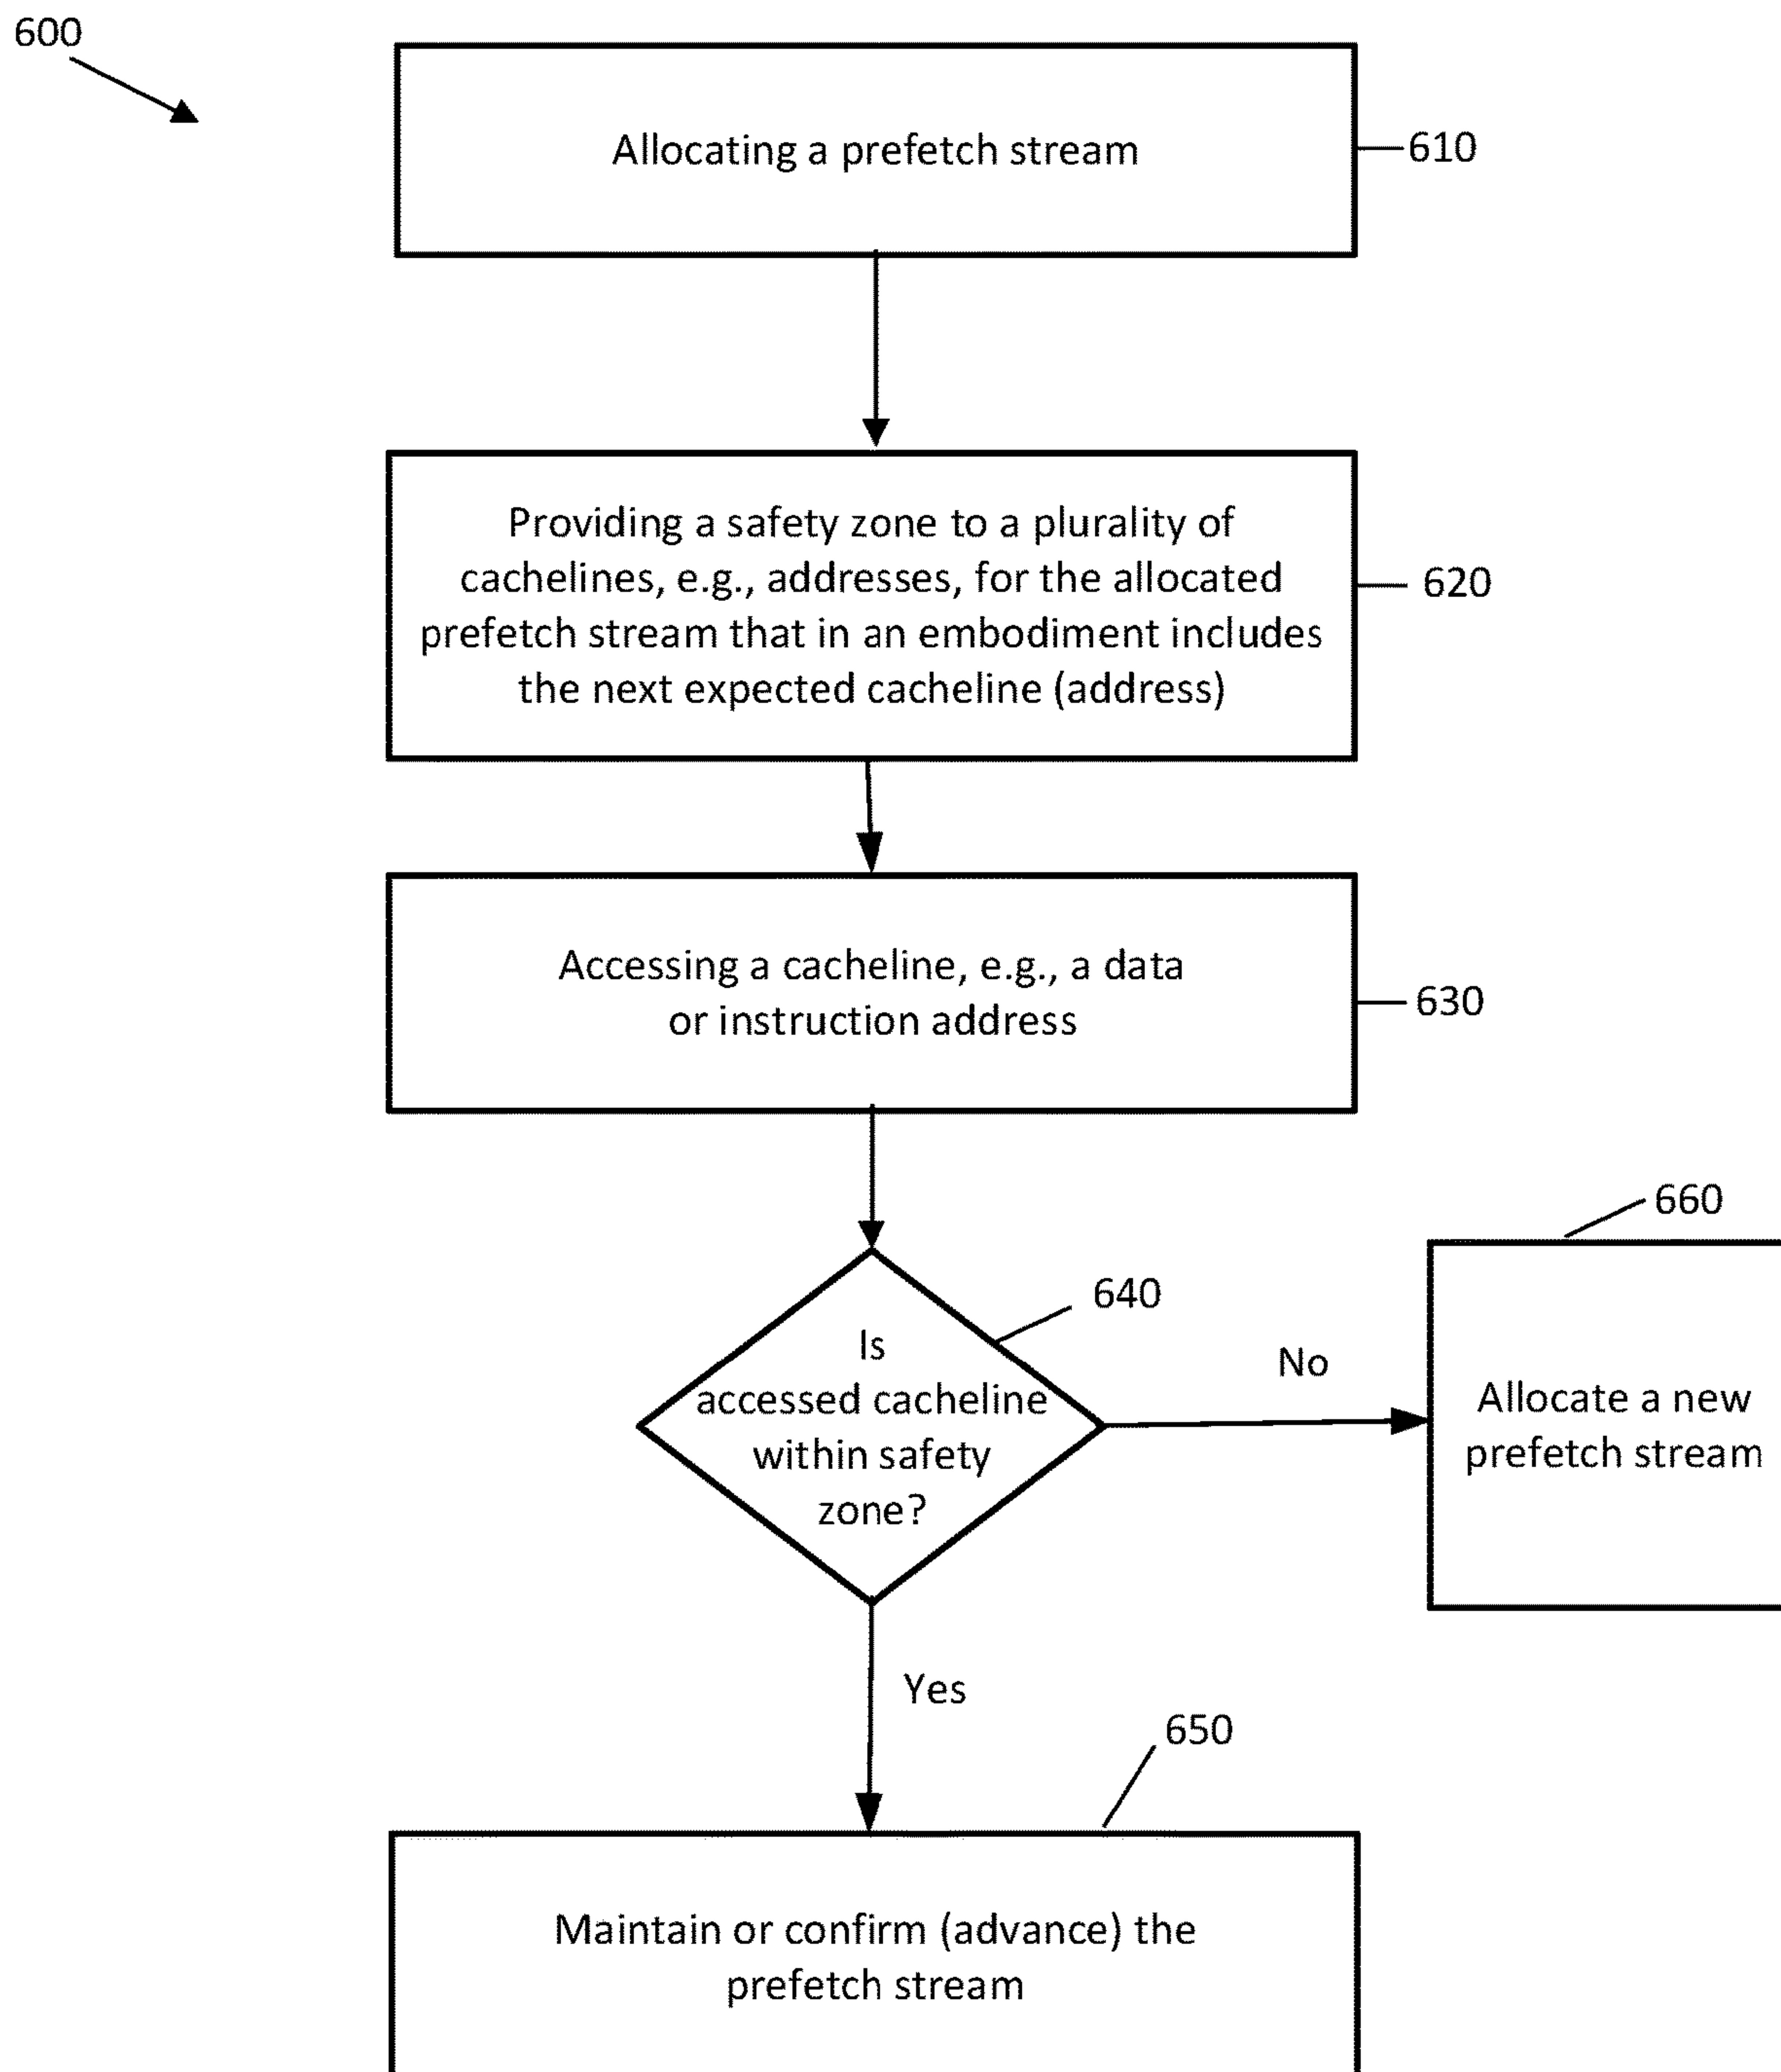 600
Allocating a prefetch stream
610
Providing a safety zone to a plurality of
cachelines, e.g., addresses, for the allocated
prefetch stream that in an embodiment includes
the next expected cacheline (address)
620
Accessing a cacheline, e.g., a data
or instruction address
630
Is
accessed cacheline
within safety
zone?
640
No
660
Allocate a new
prefetch stream
Yes
650
Maintain or confirm (advance) the
prefetch stream